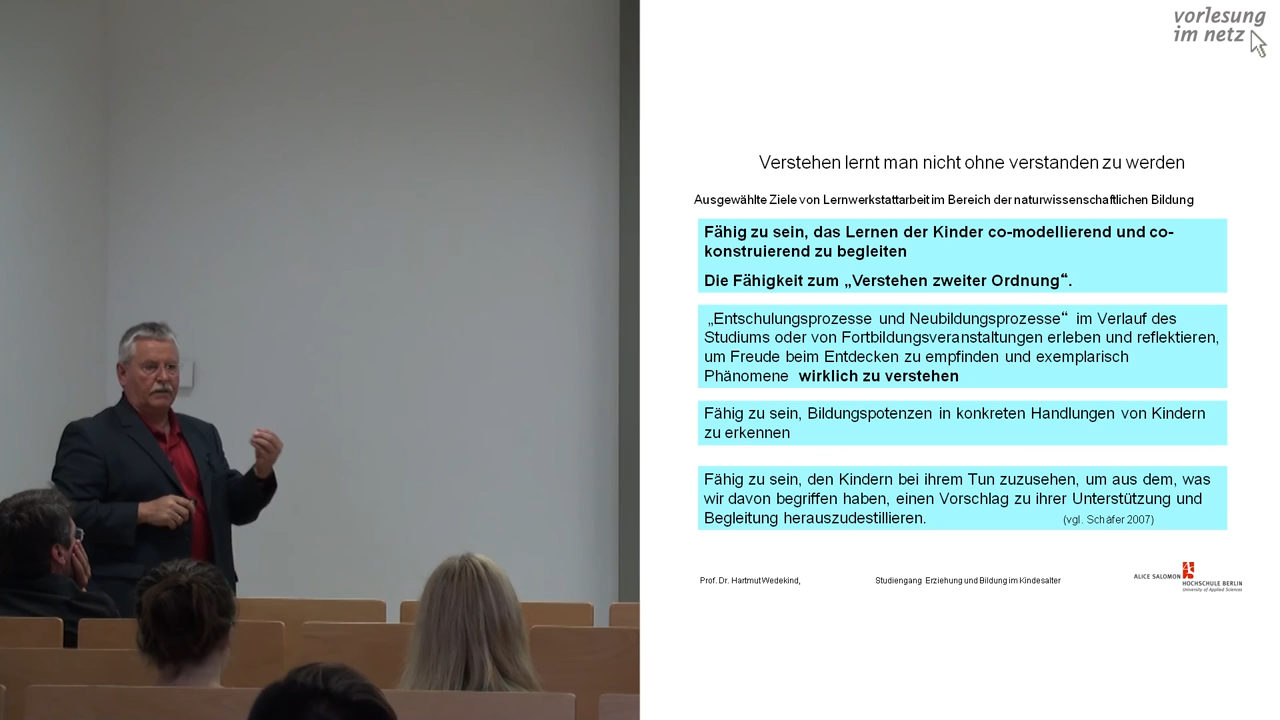 vorlesung
im netz
Verstehen lernt man nicht ohne verstanden zu werden
Ausgewählte Ziele von Lernwerkstattarbeit im Bereich der naturwissenschaftlichen Bildung
Fähig zu sein, das Lernen der Kinder co-modellierend und co-
konstruierend zu begleiten
Die Fähigkeit zum „Verstehen zweiter Ordnung“.
„Entschulungsprozesse und Neubildungsprozesse“ im Verlauf des
Studiums oder von Fortbildungsveranstaltungen erleben und reflektieren,
um Freude beim Entdecken zu empfinden und exemplarisch
Phänomene wirklich zu verstehen
Fähig zu sein, Bildungspotenzen in konkreten Handlungen von Kindern
zu erkennen
Fähig zu sein, den Kindern bei ihrem Tun zuzusehen, um aus dem, was
wir davon begriffen haben, einen Vorschlag zu ihrer Unterstützung und
Begleitung herauszudestillieren. (vgl. Schäfer 2007)
Prof. Dr. Hartmut Wedekind, Studiengang Erziehung und Bildung im Kindesalter
ALICE SALOMON
HOCHSCHULE BERLIN
University of Applied Sciences